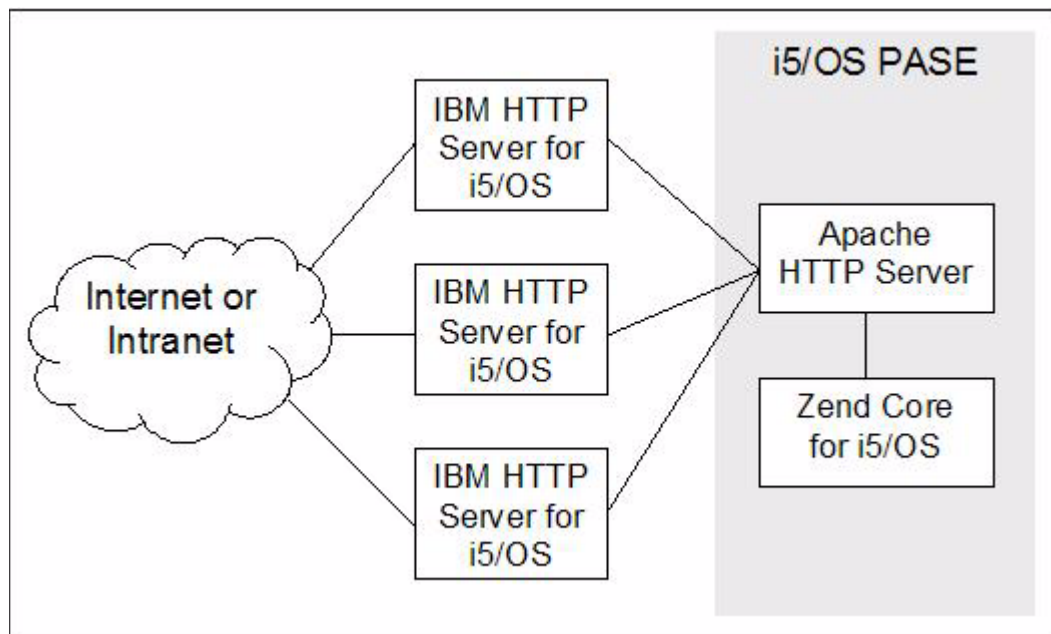 i5/OS PASE
IBM HTTP
Server for
i5/OS
Apache
HTTP Server
Internet or
Intranet
IBM HTTP
Server for
i5/OS
Zend Core
for i5/OS
IBM HTTP
Server for
i5/OS